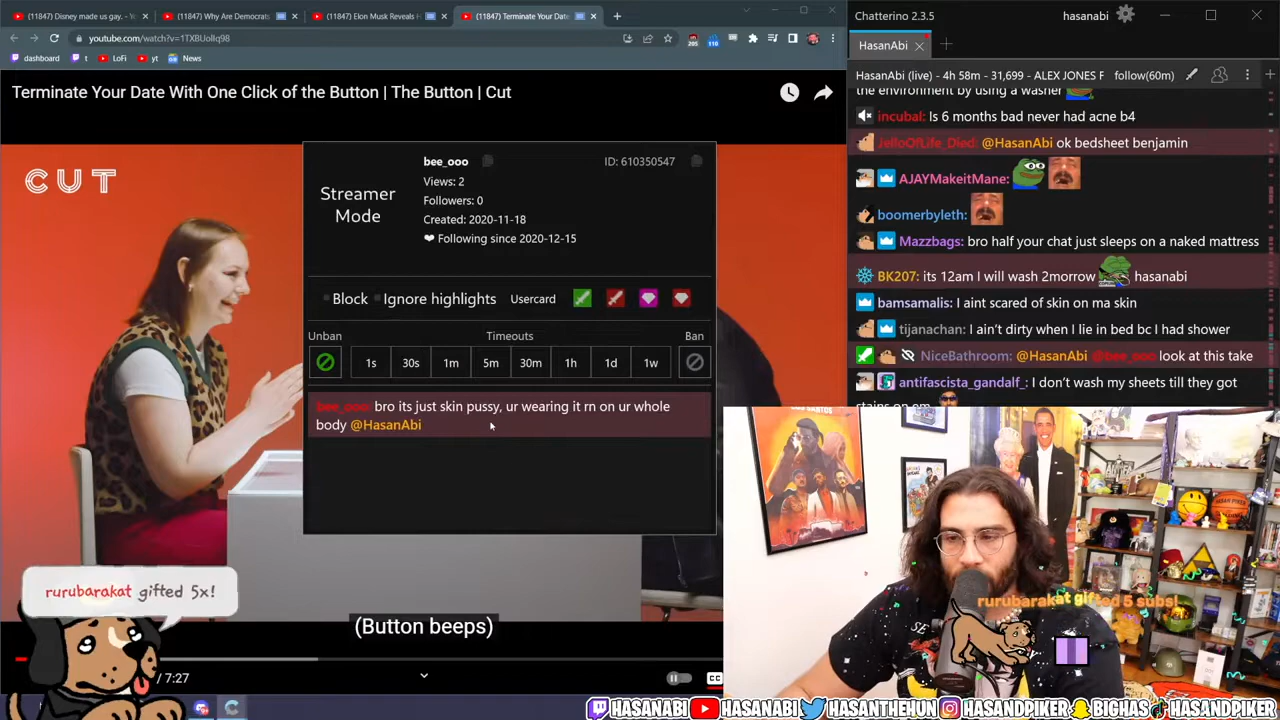 (11847) Disney made us gay. - Y
(11847) Why Are Democrats
(11847) Elon Musk Reveals H
(11847) Terminate Your Date
youtube.com/watch?v=1TXBUoIIq98
dashboard
t
LoFi
yt
News
205
110
Terminate Your Date With One Click of the Button | The Button | Cut
CUT
Streamer
Mode
bee_ooo
ID: 610350547
Views: 2
Followers: 0
Created: 2020-11-18
❤ Following since 2020-12-15
Block
Ignore highlights
Usercard
Unban
Timeouts
Ban
1s
30s
1m
5m
30m
1h
1d
1w
bee_ooo: bro its just skin pussy, ur wearing it rn on ur whole
body @HasanAbi
rurubarakat gifted 5x!
(Button beeps)
/ 7:27
CC
Chatterino 2.3.5
hasanabi
HasanAbi
HasanAbi (live) - 4h 58m - 31,699 - ALEX JONES F
follow(60m)
the environment by using a washer
incubal: Is 6 months bad never had acne b4
JelloOfLife_Died: @HasanAbi ok bedsheet benjamin
AJAYMakeitMane:
boomerbyleth:
Mazzbags: bro half your chat just sleeps on a naked mattress
BK207: its 12am I will wash 2morrow hasanabi
bamsamalis: I aint scared of skin on ma skin
tijanachan: I ain't dirty when I lie in bed bc I had shower
NiceBathroom: @HasanAbi @bee_ooo look at this take
antifascista_gandalf_: I don't wash my sheets till they got
stains on em
rurubarakat gifted 5 subs!
HASANABI
HASANABI
HASANTHEHUN
HASANDPIKER
BIGHAS
HASANDPIKER